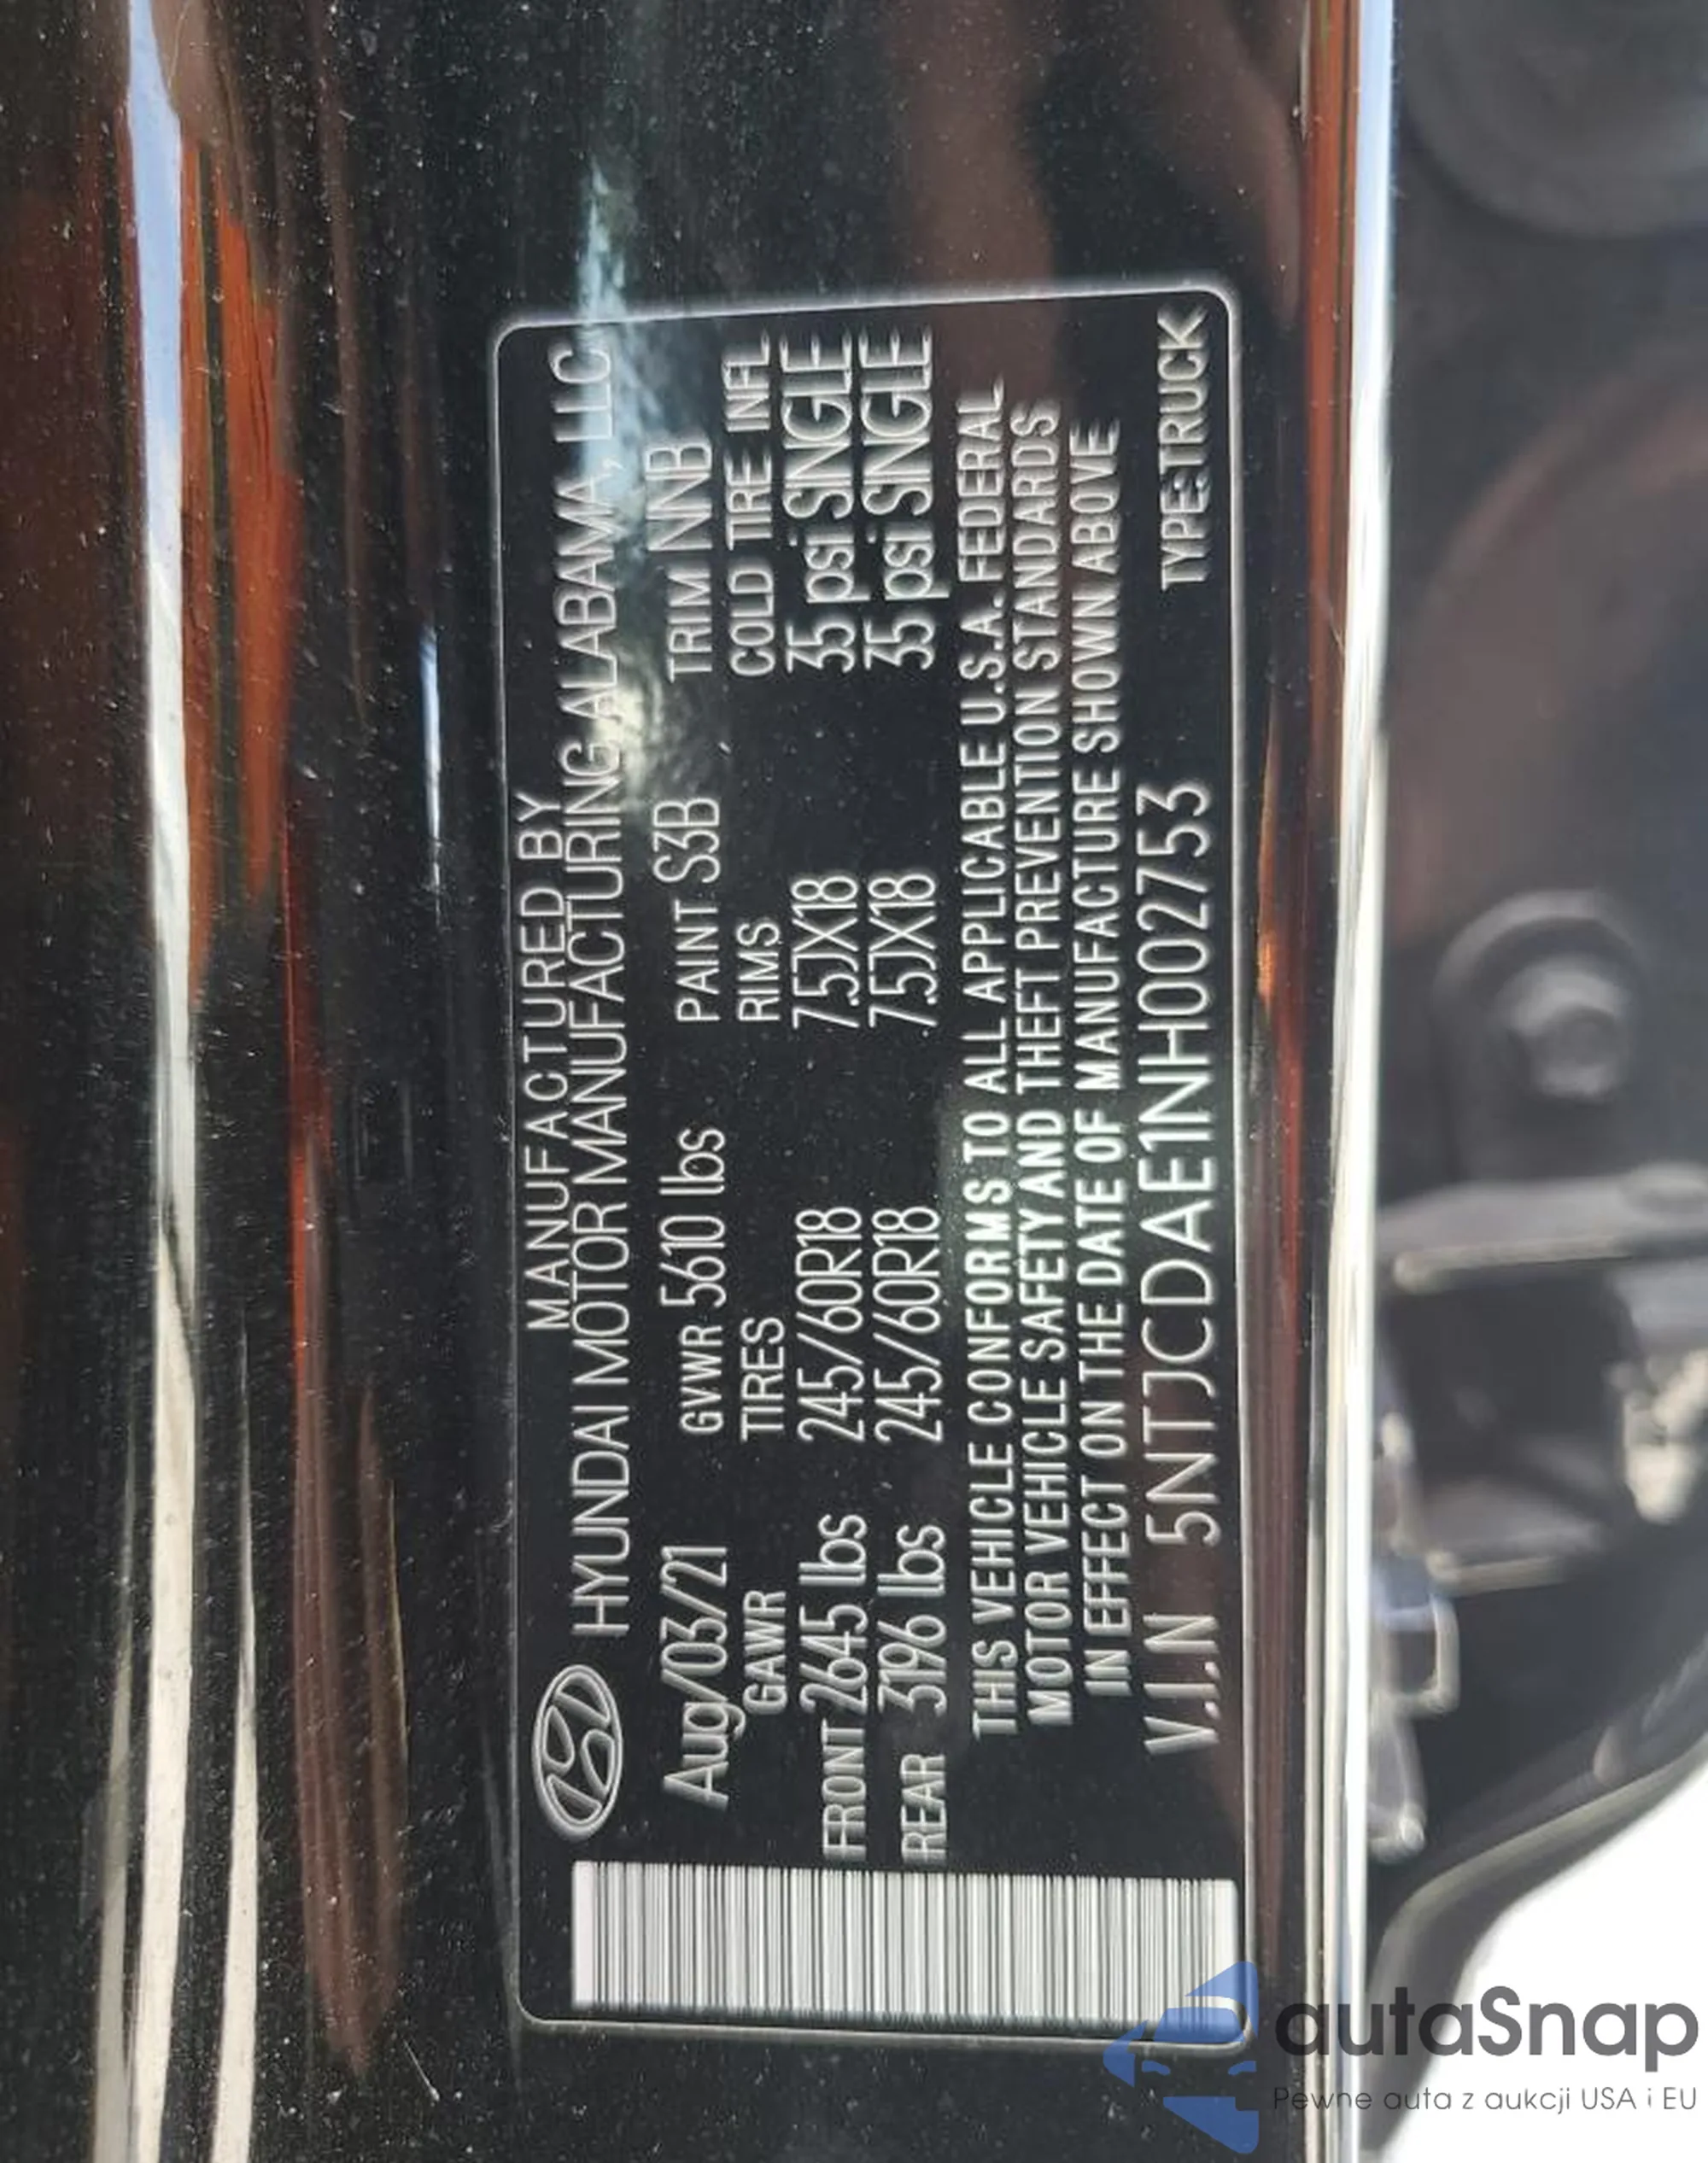 MANUFACTURED BY
HYUNDAI MOTOR MANUFACTURING ALABAMA, LLC
Aug/03/21 GVWR 5610 lbs PAINT: S3B TRIM NNB
GAWR TIRES RIMS COLD TIRE INFL
FRONT 2645 lbs 245/60R18 7.5JX18 35 psi SINGLE
REAR 3196 lbs 245/60R18 7.5JX18 35 psi SINGLE
THIS VEHICLE CONFORMS TO ALL APPLICABLE U.S.A. FEDERAL
MOTOR VEHICLE SAFETY AND THEFT PREVENTION STANDARDS
IN EFFECT ON THE DATE OF MANUFACTURE SHOWN ABOVE
V.I.N 5NTJCDAE1NH002753 TYPE:TRUCK
autaSnap
Pewne auta z aukcji USA i EU